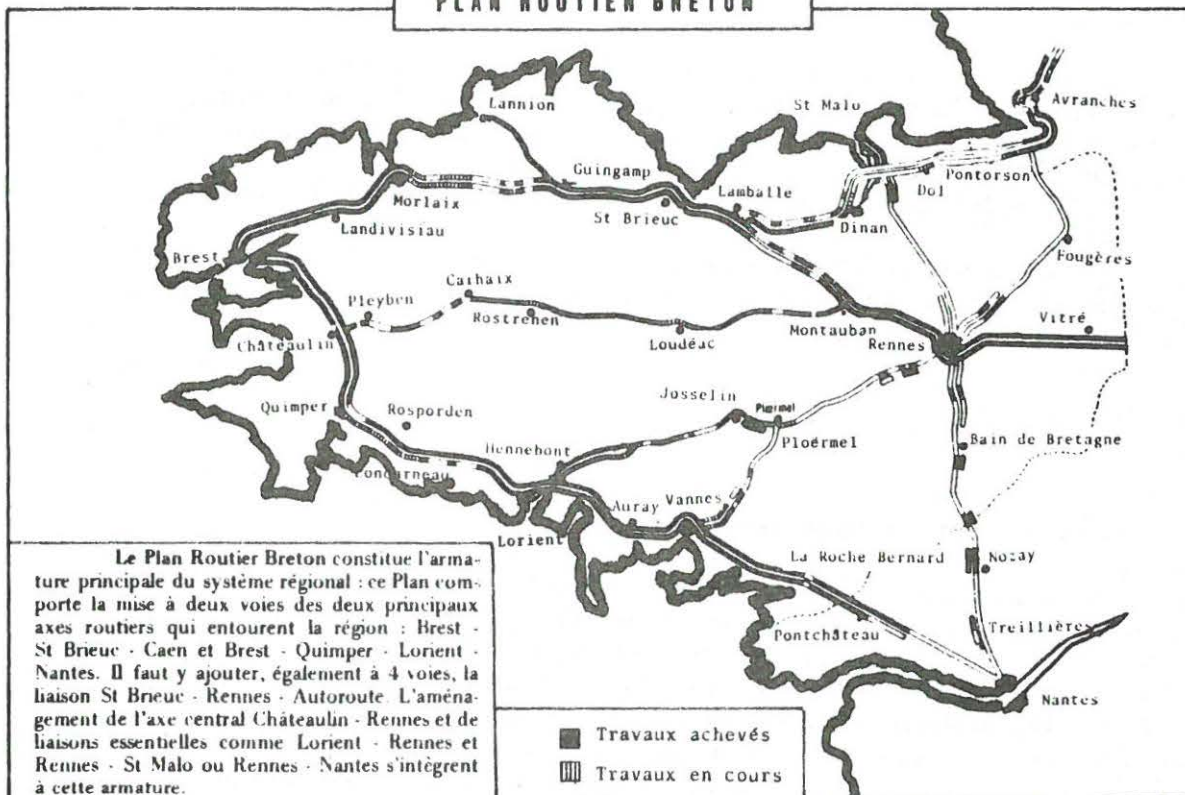 PLAN ROUTIEN BRETON
Avranches
St Malo
Lannion
Pontorson
Dol
Guingamp
Lamballe
Morlaix
St Brieuc
Dinan
Landivisiau
Fougères
Brest
Carhaix
Pleyben
Rostrenen
Montauban
Vitré
Châteaulin
Loudéac
Rennes
Josselin
Ploërmel
Quimper
Rosporden
Ploërmel
Bain de Bretagne
Hennebont
Concarneau
Auray
Vannes
Lorient
La Roche Bernard
Nozay
Pontchâteau
Treillières
Nantes
Le Plan Routier Breton constitue l'arma-
ture principale du système régional : ce Plan com-
porte la mise à deux voies des deux principaux
axes routiers qui entourent la région : Brest -
St Brieuc - Caen et Brest - Quimper - Lorient -
Nantes. Il faut y ajouter, également à 4 voies, la
liaison St Brieuc - Rennes - Autoroute. L'aména-
gement de l'axe central Châteaulin - Rennes et de
liaisons essentielles comme Lorient - Rennes et
Rennes - St Malo ou Rennes - Nantes s'intègrent
à cette armature.
Travaux achevés
Travaux en cours